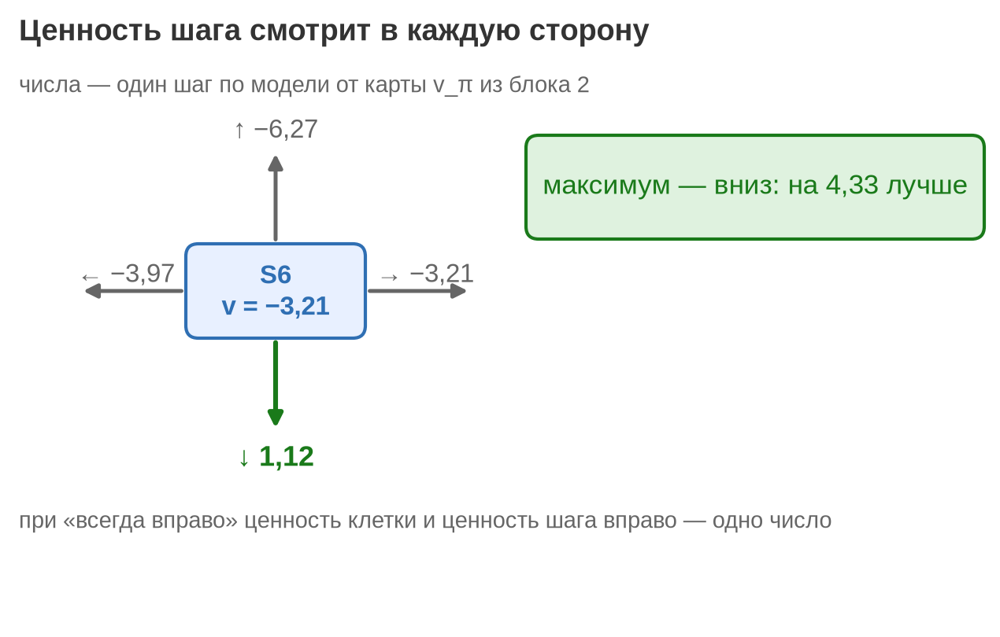 Ценность шага смотрит в каждую сторону
числа — один шаг по модели от карты v_π из блока 2
↑ −6,27
максимум — вниз: на 4,33 лучше
← −3,97
S6
v = −3,21
→ −3,21
↓ 1,12
при «всегда вправо» ценность клетки и ценность шага вправо — одно число